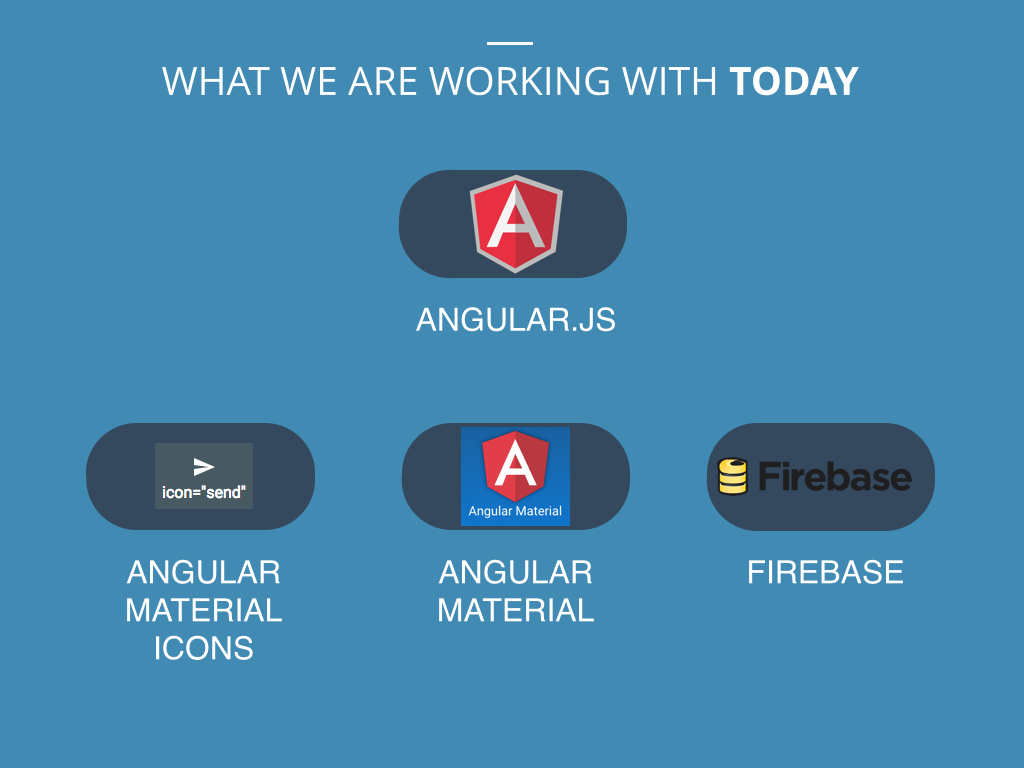 WHAT WE ARE WORKING WITH TODAY
ANGULAR.JS
icon="send"
ANGULAR
MATERIAL
ICONS
Angular Material
ANGULAR
MATERIAL
Firebase
FIREBASE